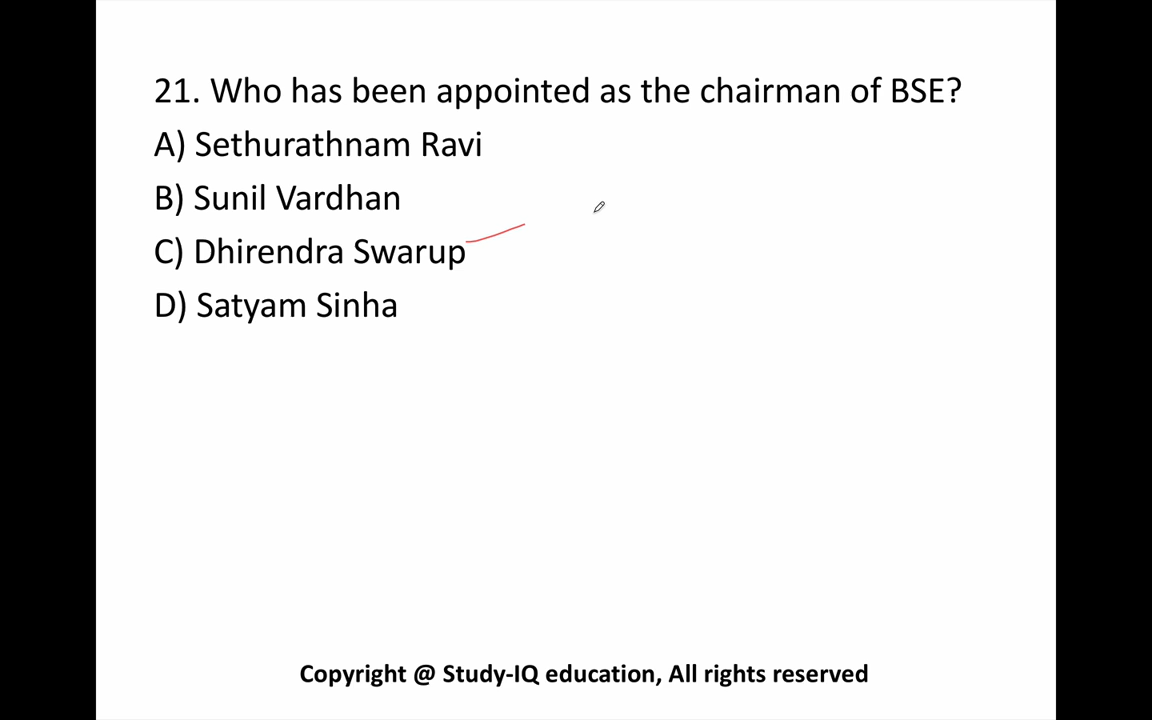 21. Who has been appointed as the chairman of BSE?
A) Sethurathnam Ravi
B) Sunil Vardhan
C) Dhirendra Swarup
D) Satyam Sinha
Copyright @ Study-IQ education, All rights reserved